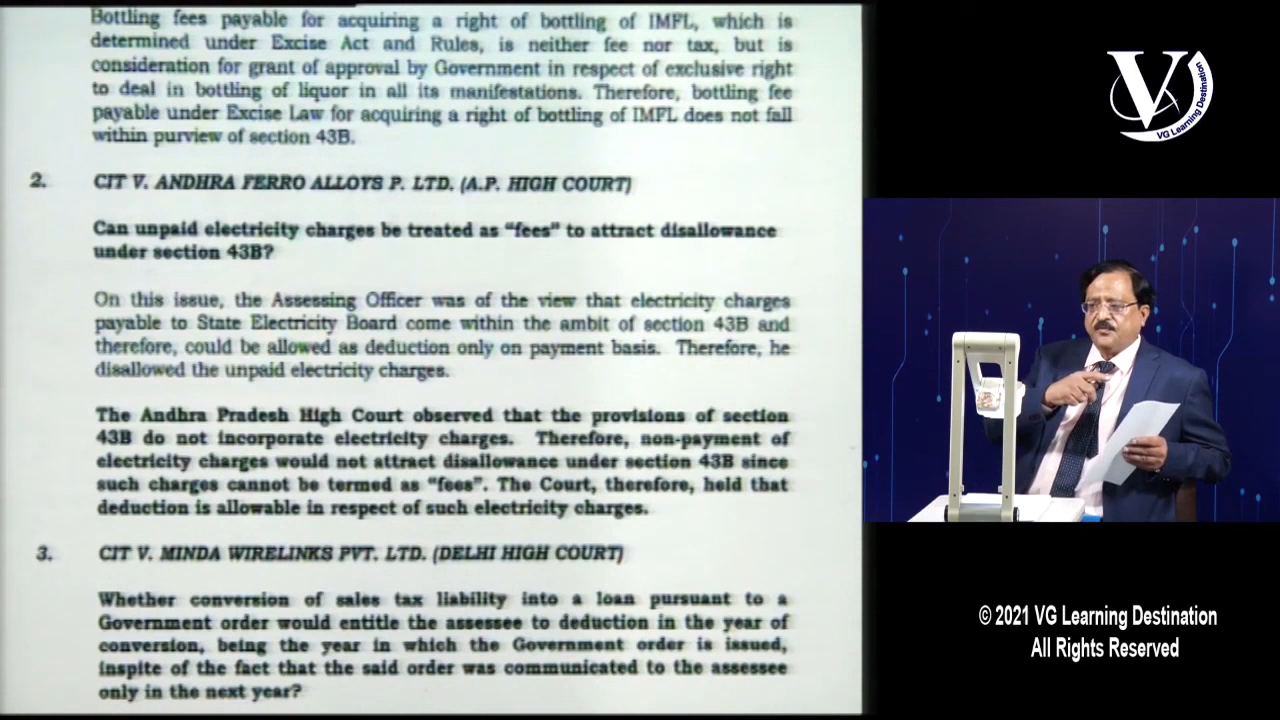 Bottling fees payable for acquiring a right of bottling of IMFL, which is
determined under Excise Act and Rules, is neither fee nor tax, but is
consideration for grant of approval by Government in respect of exclusive right
to deal in bottling of liquor in all its manifestations. Therefore, bottling fee
payable under Excise Law for acquiring a right of bottling of IMFL does not fall
within purview of section 43B.
2. CIT V. ANDHRA FERRO ALLOYS P. LTD. (A.P. HIGH COURT)
Can unpaid electricity charges be treated as “fees” to attract disallowance
under section 43B?
On this issue, the Assessing Officer was of the view that electricity charges
payable to State Electricity Board come within the ambit of section 43B and
therefore, could be allowed as deduction only on payment basis. Therefore, he
disallowed the unpaid electricity charges.
The Andhra Pradesh High Court observed that the provisions of section
43B do not incorporate electricity charges. Therefore, non-payment of
electricity charges would not attract disallowance under section 43B since
such charges cannot be termed as “fees”. The Court, therefore, held that
deduction is allowable in respect of such electricity charges.
3. CIT V. MINDA WIRELINKS PVT. LTD. (DELHI HIGH COURT)
Whether conversion of sales tax liability into a loan pursuant to a
Government order would entitle the assessee to deduction in the year of
conversion, being the year in which the Government order is issued,
inspite of the fact that the said order was communicated to the assessee
only in the next year?
V
VG Learning Destination
© 2021 VG Learning Destination
All Rights Reserved